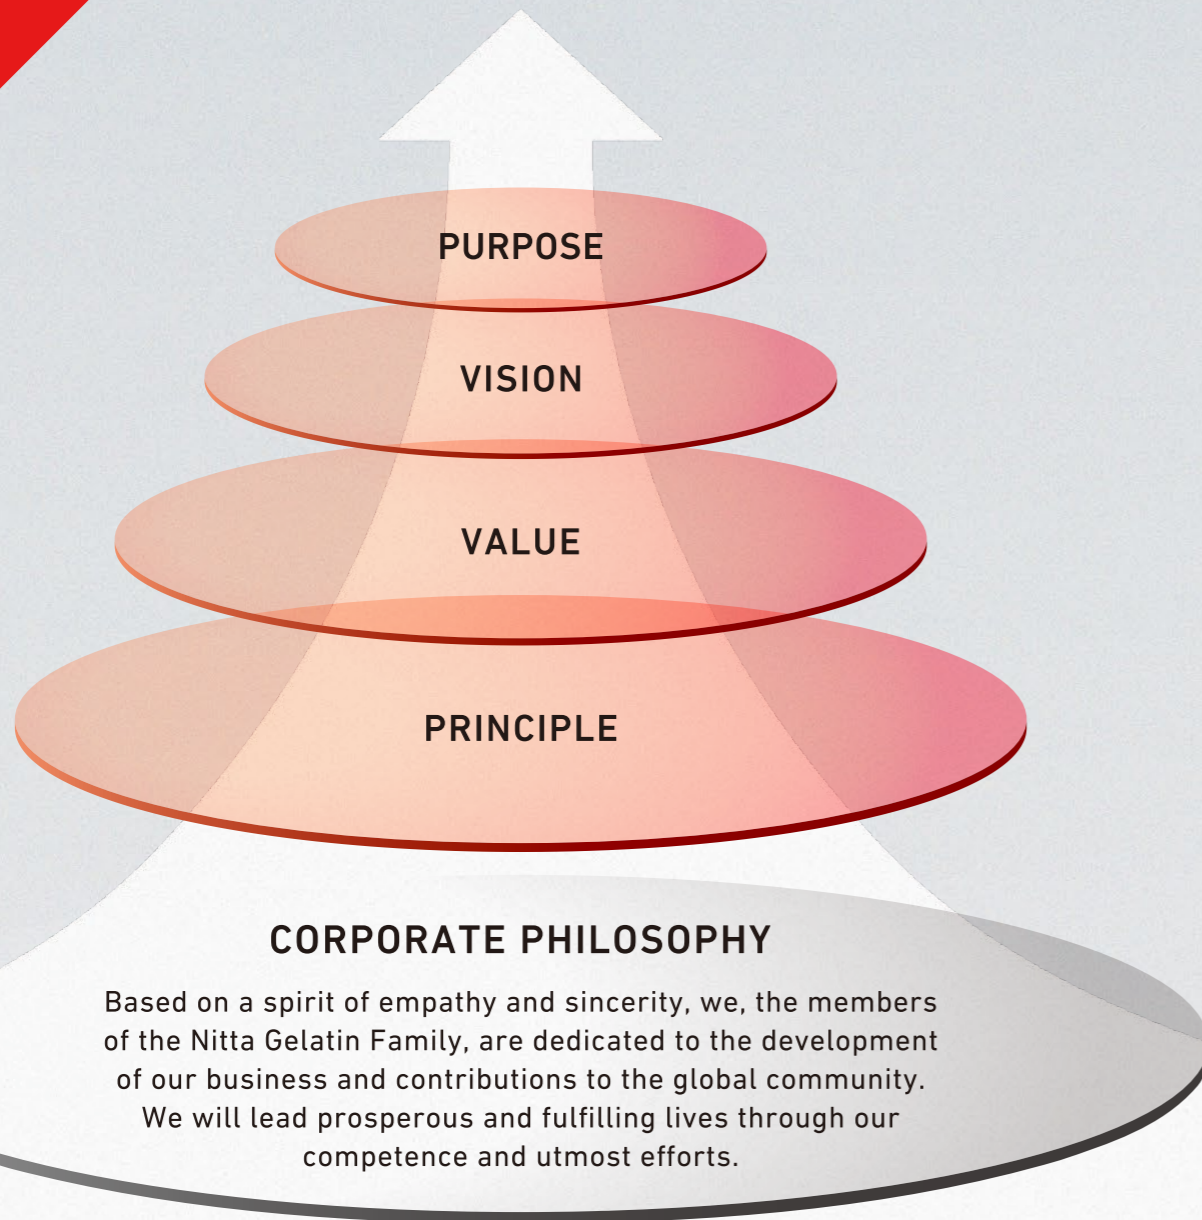 PURPOSE
VISION
VALUE
PRINCIPLE
CORPORATE PHILOSOPHY
Based on a spirit of empathy and sincerity, we, the members
of the Nitta Gelatin Family, are dedicated to the development
of our business and contributions to the global community.
We will lead prosperous and fulfilling lives through our
competence and utmost efforts.